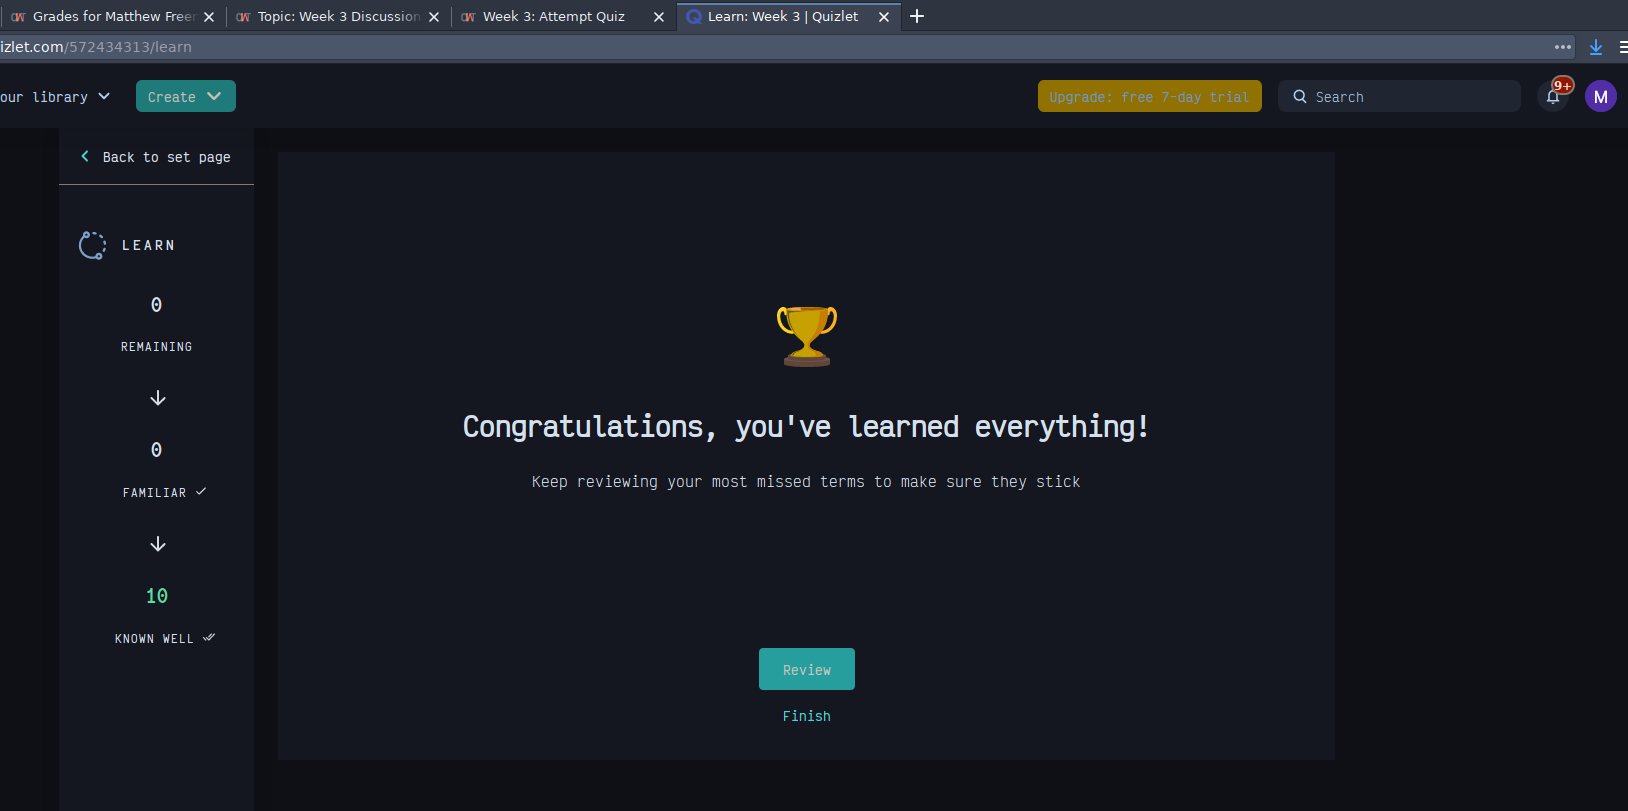 Grades for Matthew Freer
Topic: Week 3 Discussion
Week 3: Attempt Quiz
Learn: Week 3 | Quizlet
izlet.com/572434313/learn
our library
Create
Upgrade: free 7-day trial
Search
9+
M
Back to set page
LEARN
0
REMAINING
0
FAMILIAR
10
KNOWN WELL
Congratulations, you've learned everything!
Keep reviewing your most missed terms to make sure they stick
Review
Finish